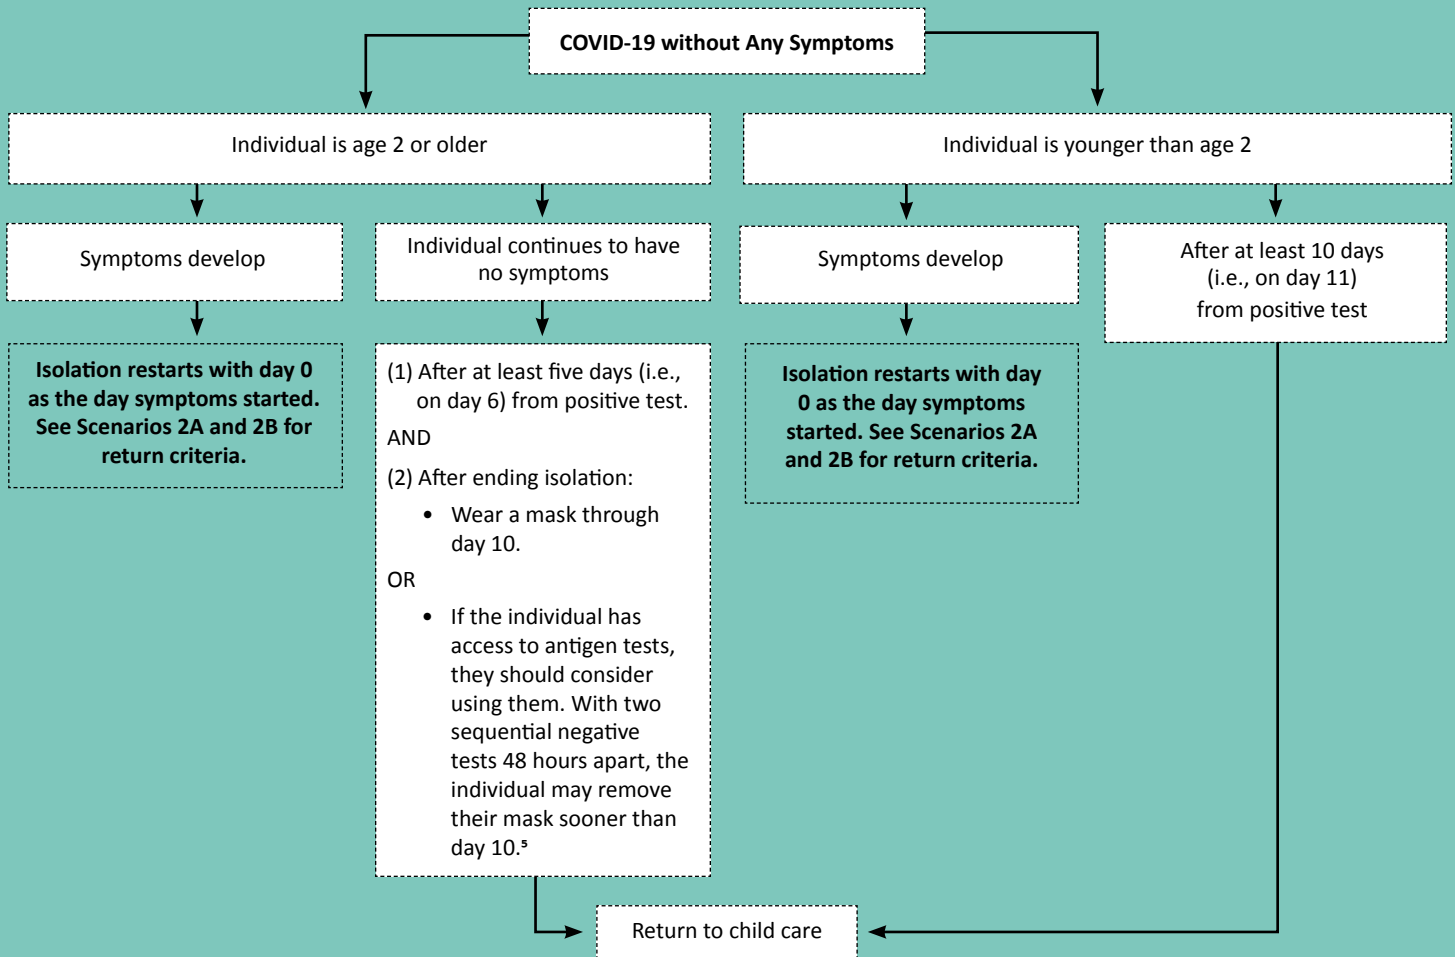 COVID-19 without Any Symptoms
Individual is age 2 or older
Individual is younger than age 2
Symptoms develop
Individual continues to have
no symptoms
Symptoms develop
After at least 10 days
(i.e., on day 11)
from positive test
Isolation restarts with day 0
as the day symptoms started.
See Scenarios 2A and 2B for
return criteria.
(1) After at least five days (i.e.,
on day 6) from positive test.
AND
(2) After ending isolation:
• Wear a mask through
day 10.
OR
• If the individual has
access to antigen tests,
they should consider
using them. With two
sequential negative
tests 48 hours apart, the
individual may remove
their mask sooner than
day 10.⁵
Isolation restarts with day
0 as the day symptoms
started. See Scenarios 2A
and 2B for return criteria.
Return to child care